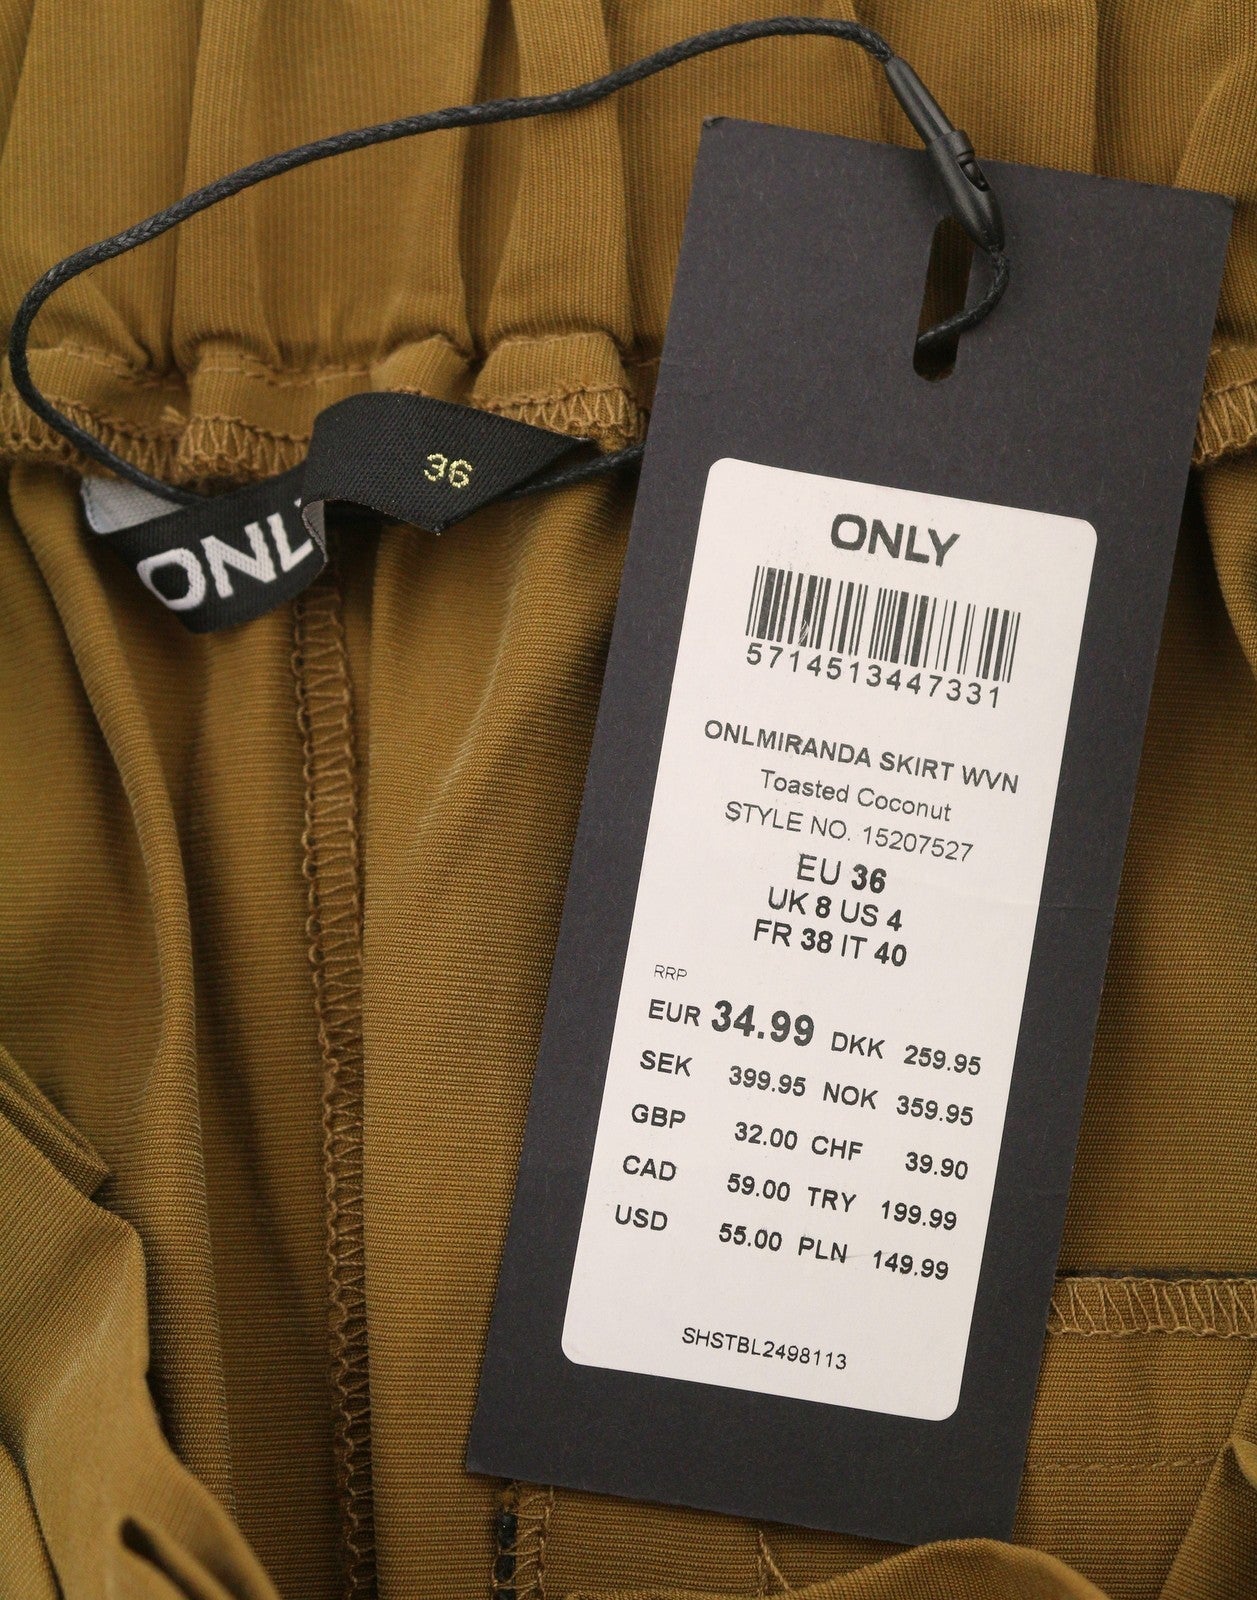 36
ONL
ONLY
5714513447331
ONLMIRANDA SKIRT WVN
Toasted Coconut
STYLE NO. 15207527
EU 36
UK 8 US 4
FR 38 IT 40
RRP
EUR 34.99 DKK 259.95
SEK 399.95 NOK 359.95
GBP 32.00 CHF 39.90
CAD 59.00 TRY 199.99
USD 55.00 PLN 149.99
SHSTBL2498113